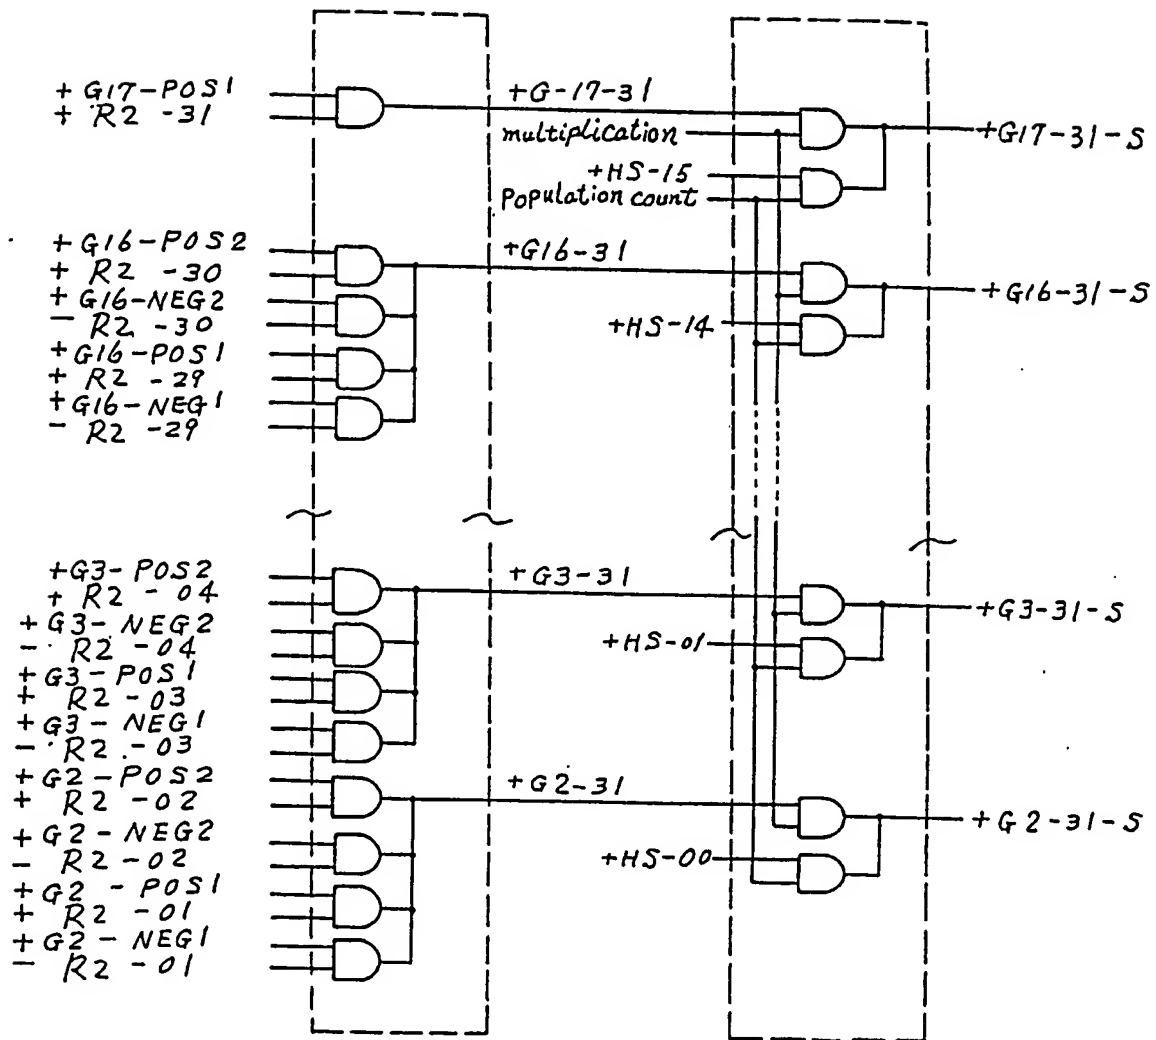 + G17-POS1
+ R2 -31
+G-17-31
multiplication
+G17-31-S
+HS-15
Population count
+ G16-POS2
+ R2 -30
+ G16-NEG2
- R2 -30
+ G16-POS1
+ R2 -29
+ G16-NEG1
- R2 -29
+G16-31
+G16-31-S
+HS-14
+G3-POS2
+ R2 -04
+ G3-NEG2
- R2 -04
+ G3-POS1
+ R2 -03
+ G3-NEG1
- R2 -03
+G3-31
+G3-31-S
+HS-01
+ G2-POS2
+ R2 -02
+ G2-NEG2
- R2 -02
+ G2-POS1
+ R2 -01
+ G2-NEG1
- R2 -01
+G2-31
+G2-31-S
+HS-00